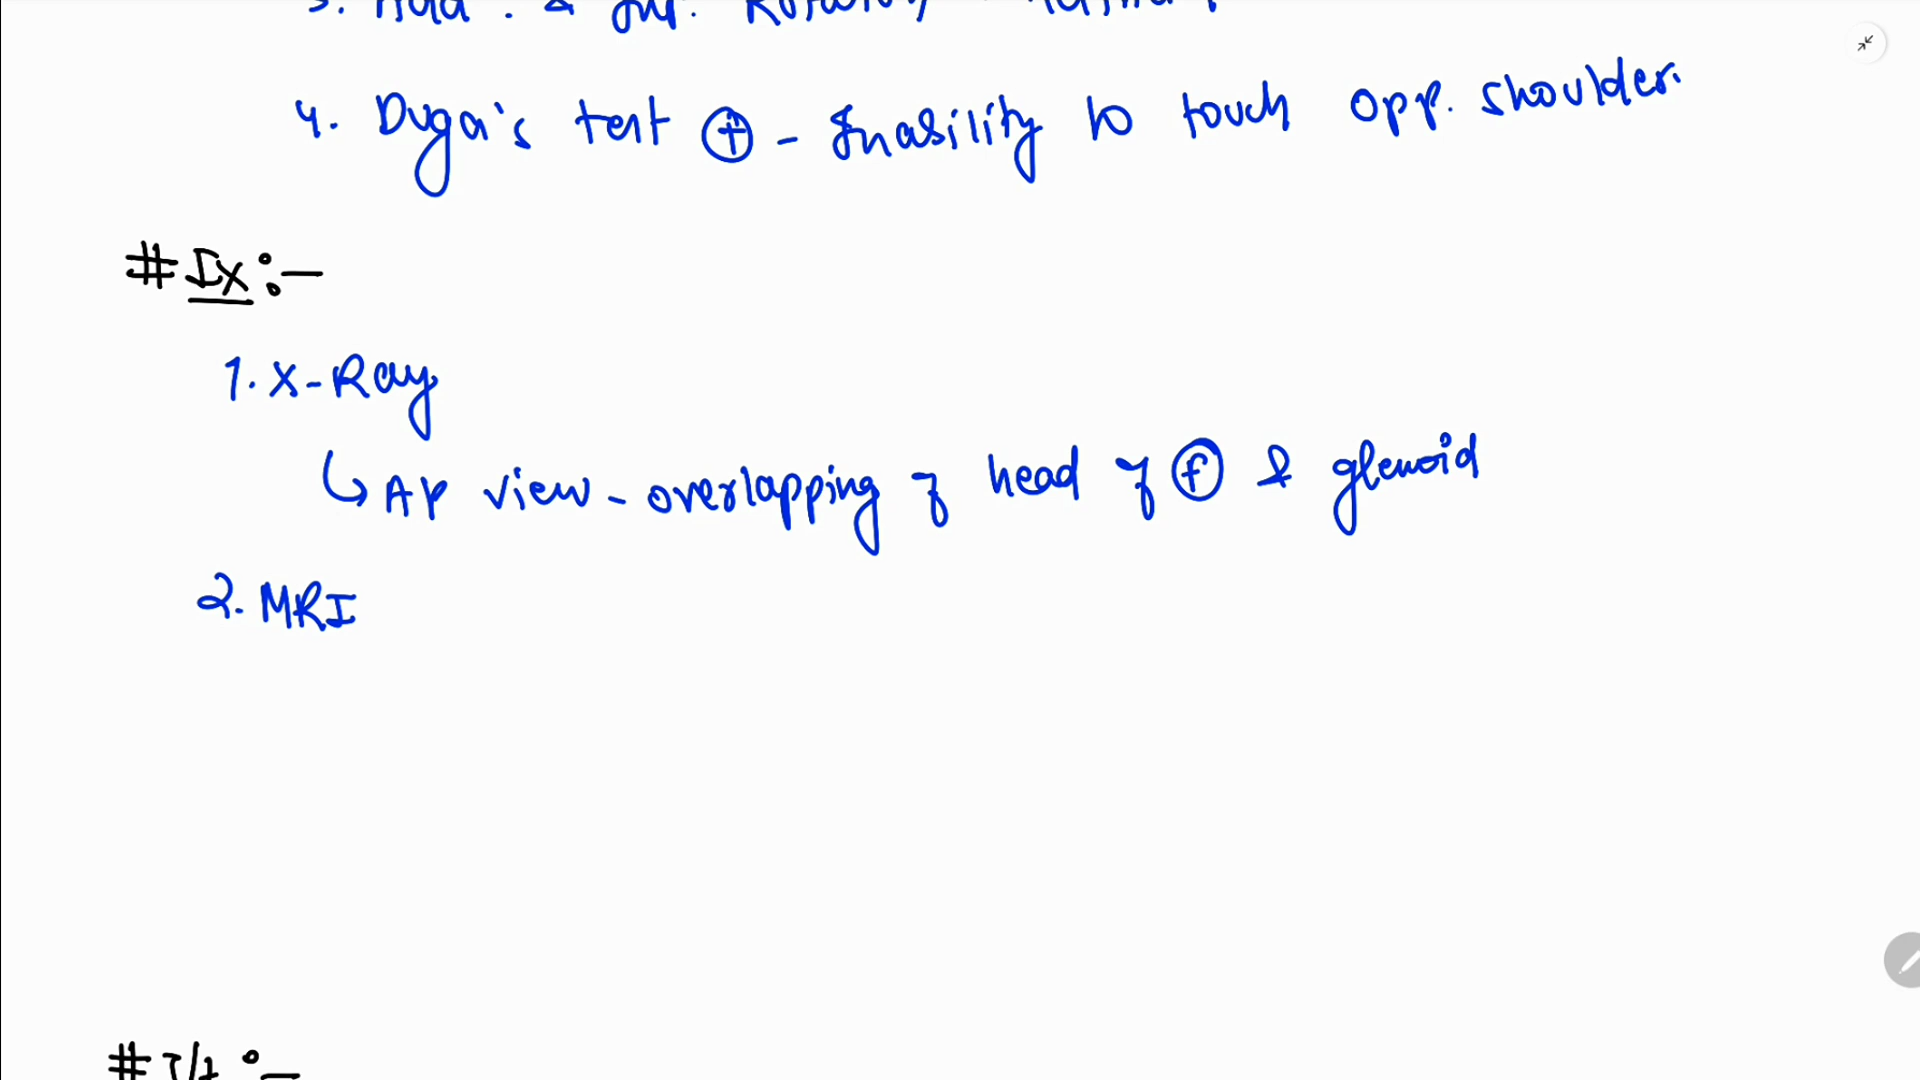 4. Duga's test ⊕ - Inability to touch opp. shoulder.
# Ix :-
1. X-Ray
↳ AP view - overlapping of head of Ⓕ & glenoid
2. MRI